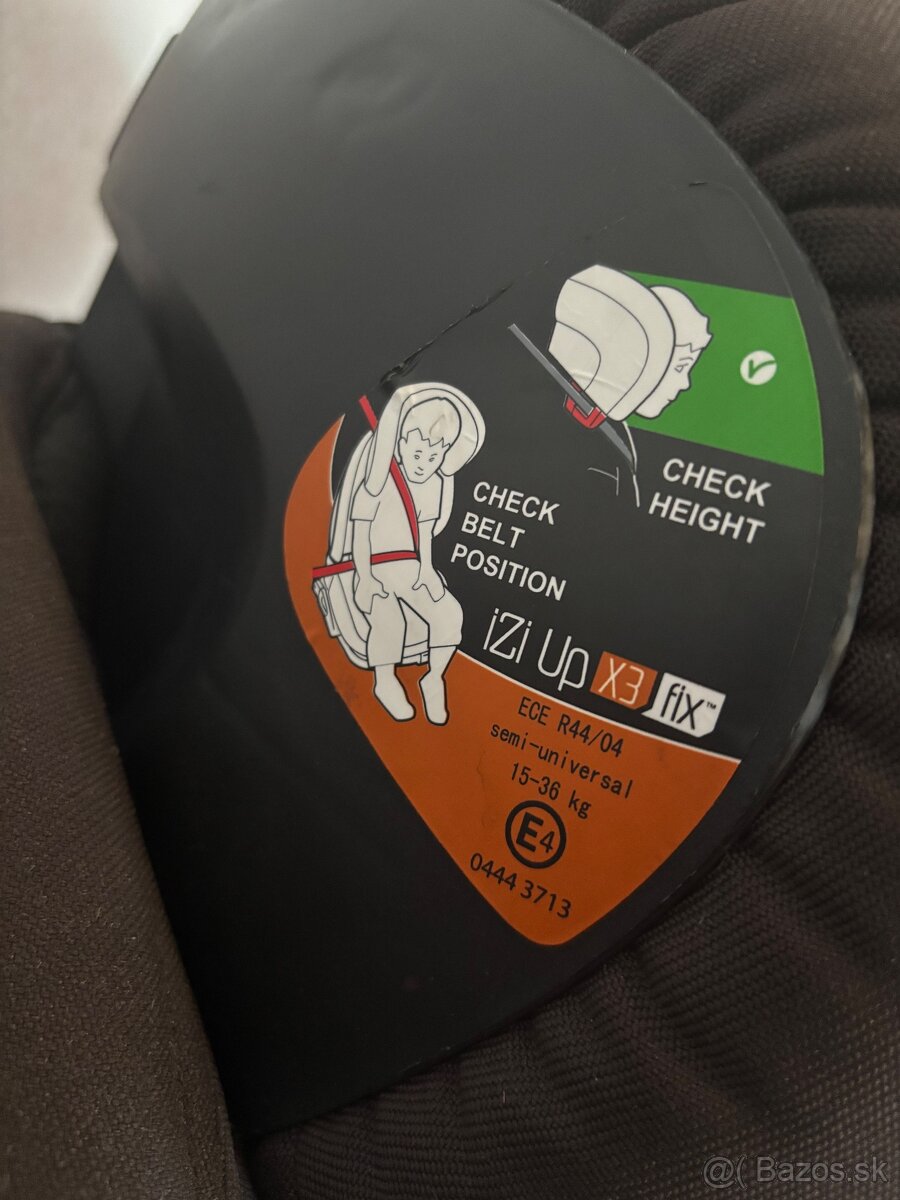 CHECK
HEIGHT
CHECK
BELT
POSITION
iZi Up X3 fix™
ECE R44/04
semi-universal
15-36 kg
E4
0444 3713
@( Bazos.sk